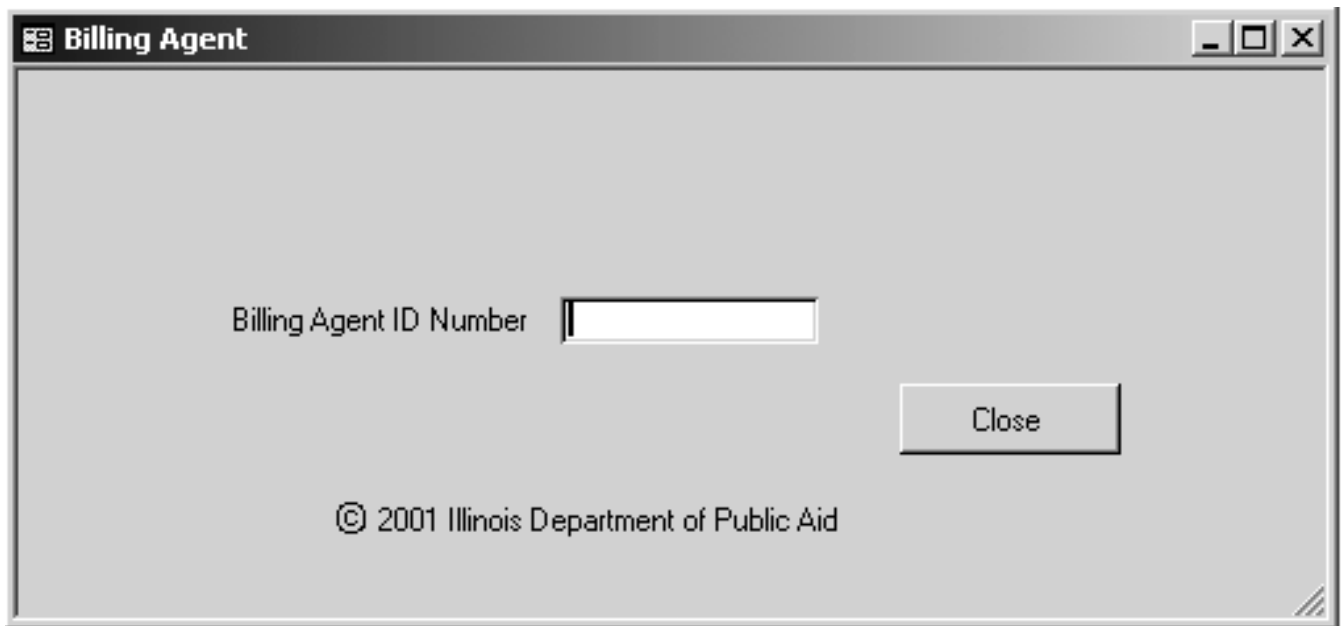 Billing Agent
Billing Agent ID Number
Close
© 2001 Illinois Department of Public Aid